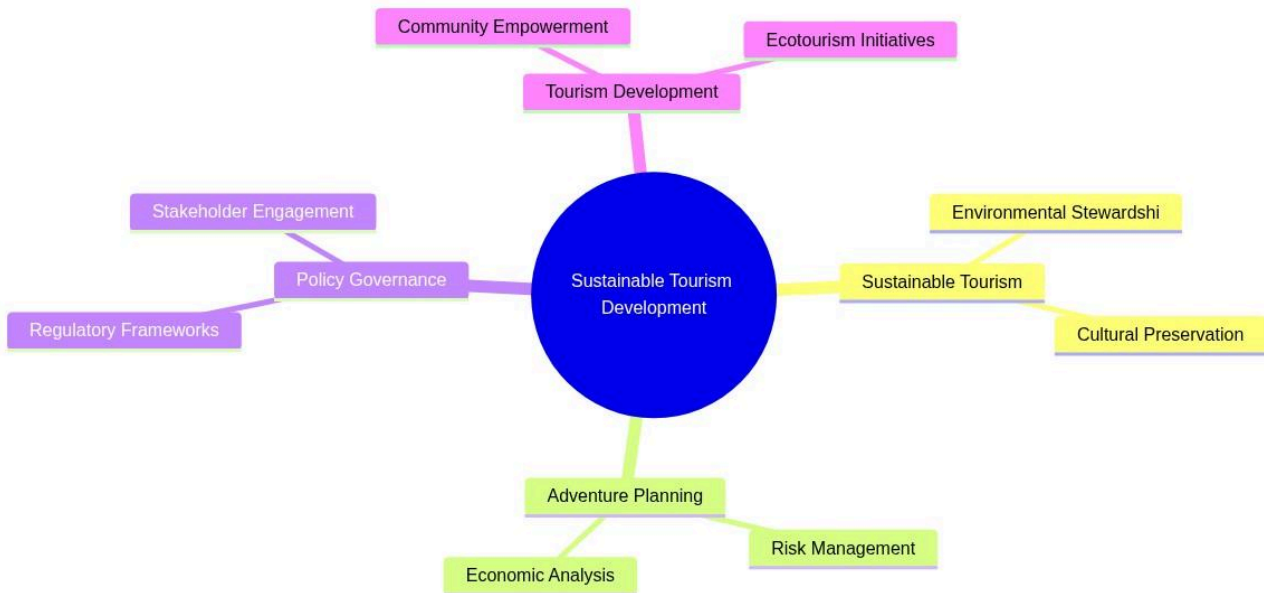 Community Empowerment
Ecotourism Initiatives
Tourism Development
Stakeholder Engagement
Environmental Stewardshi
Policy Governance
Sustainable Tourism
Development
Sustainable Tourism
Regulatory Frameworks
Cultural Preservation
Adventure Planning
Risk Management
Economic Analysis